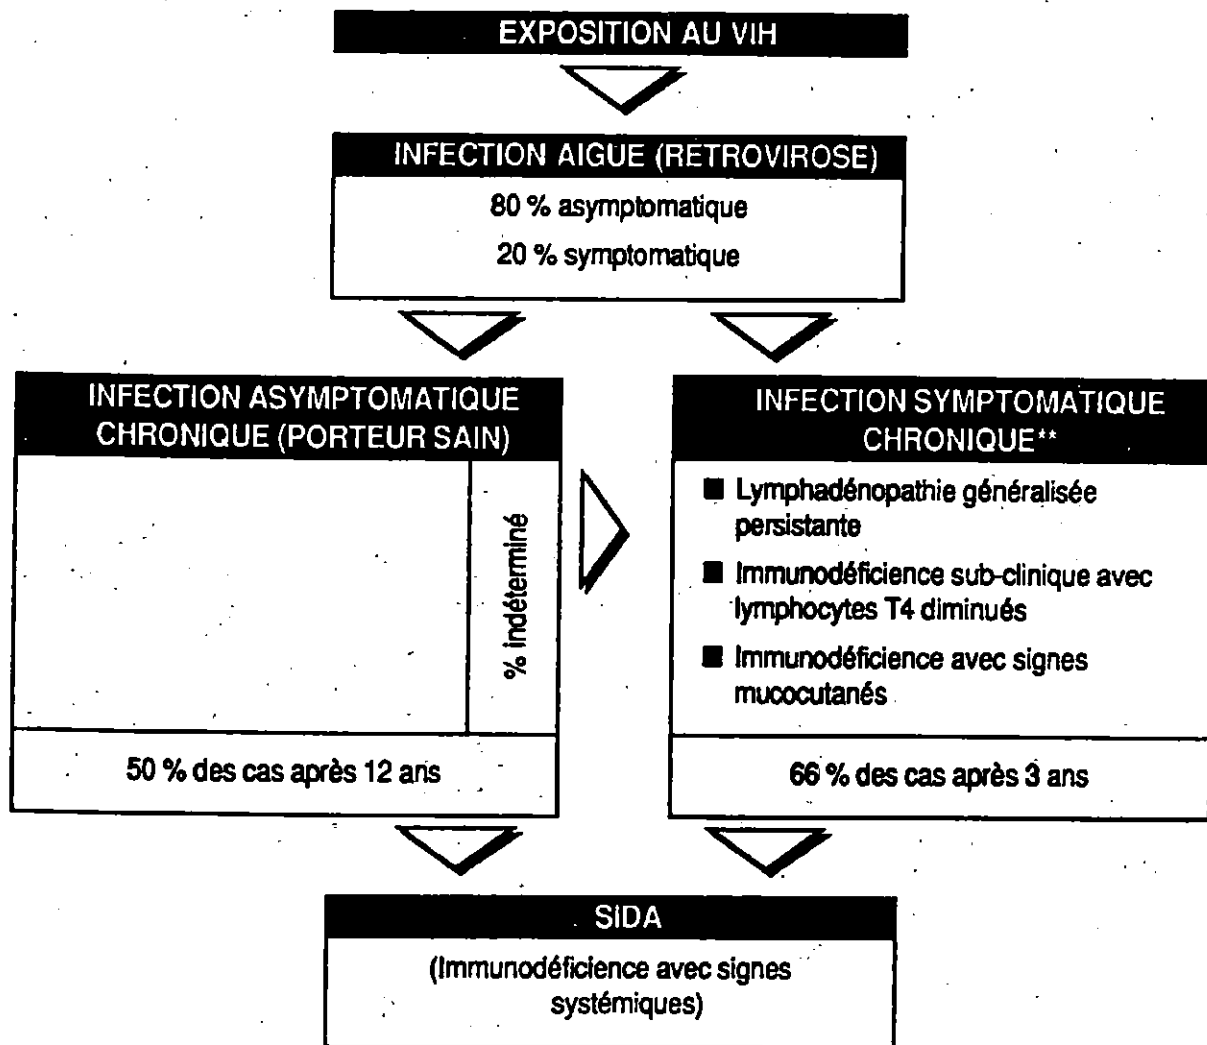 EXPOSITION AU VIH
INFECTION AIGUE (RETROVIROSE)
80 % asymptomatique
20 % symptomatique
INFECTION ASYMPTOMATIQUE
CHRONIQUE (PORTEUR SAIN)
% indéterminé
50 % des cas après 12 ans
INFECTION SYMPTOMATIQUE
CHRONIQUE**
■ Lymphadénopathie généralisée
persistante
■ Immunodéficience sub-clinique avec
lymphocytes T4 diminués
■ Immunodéficience avec signes
mucocutanés
66 % des cas après 3 ans
SIDA
(Immunodéficience avec signes
systémiques)